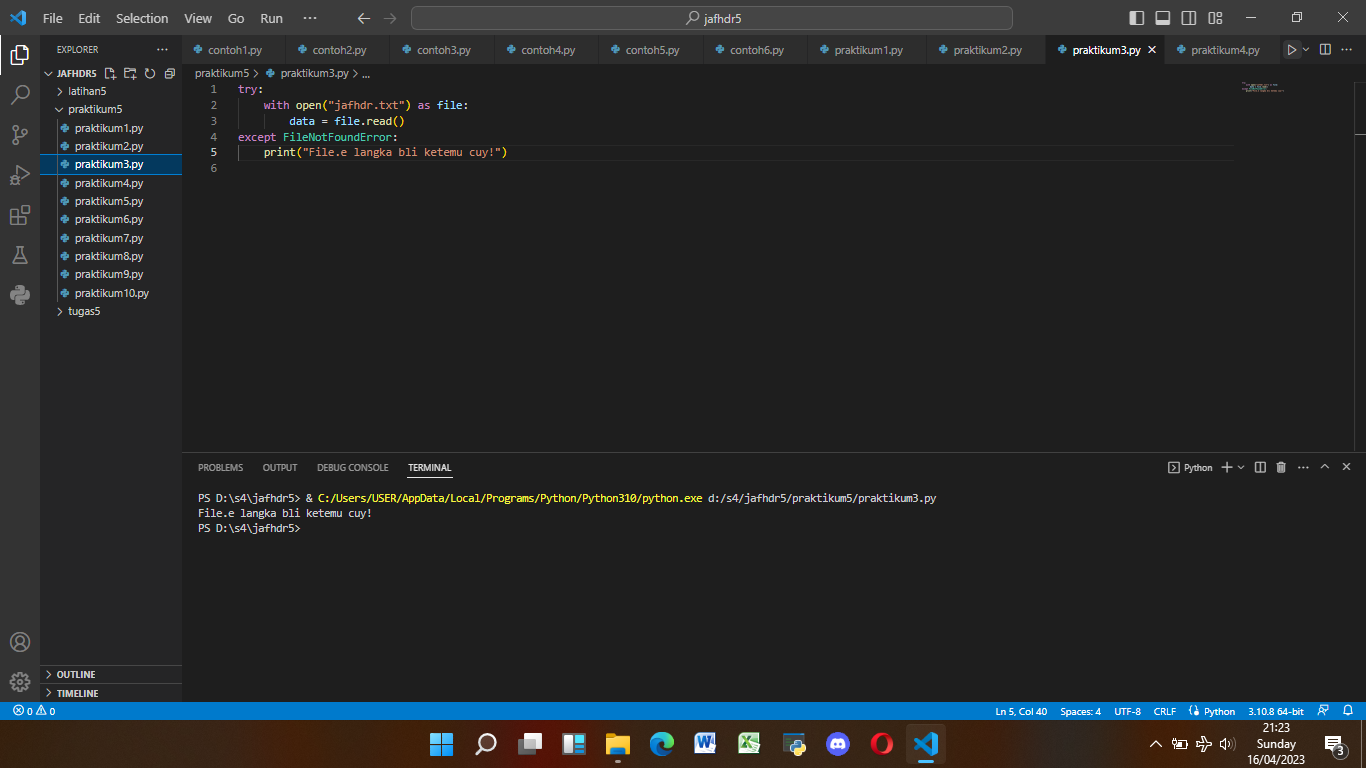 File Edit Selection View Go Run ··· jafhdr5
EXPLORER ···
contoh1.py contoh2.py contoh3.py contoh4.py contoh5.py contoh6.py praktikum1.py praktikum2.py praktikum3.py praktikum4.py ···
JAFHDR5
latihan5
praktikum5
praktikum1.py
praktikum2.py
praktikum3.py
praktikum4.py
praktikum5.py
praktikum6.py
praktikum7.py
praktikum8.py
praktikum9.py
praktikum10.py
tugas5
OUTLINE
TIMELINE
praktikum5 > praktikum3.py > ...
1 try:
2 with open("jafhdr.txt") as file:
3 data = file.read()
4 except FileNotFoundError:
5 print("File.e langka bli ketemu cuy!")
6
PROBLEMS OUTPUT DEBUG CONSOLE TERMINAL Python ···
PS D:\s4\jafhdr5> & C:/Users/USER/AppData/Local/Programs/Python/Python310/python.exe d:/s4/jafhdr5/praktikum5/praktikum3.py
File.e langka bli ketemu cuy!
PS D:\s4\jafhdr5>
0 0 Ln 5, Col 40 Spaces: 4 UTF-8 CRLF Python 3.10.8 64-bit
21:23
Sunday
16/04/2023
3